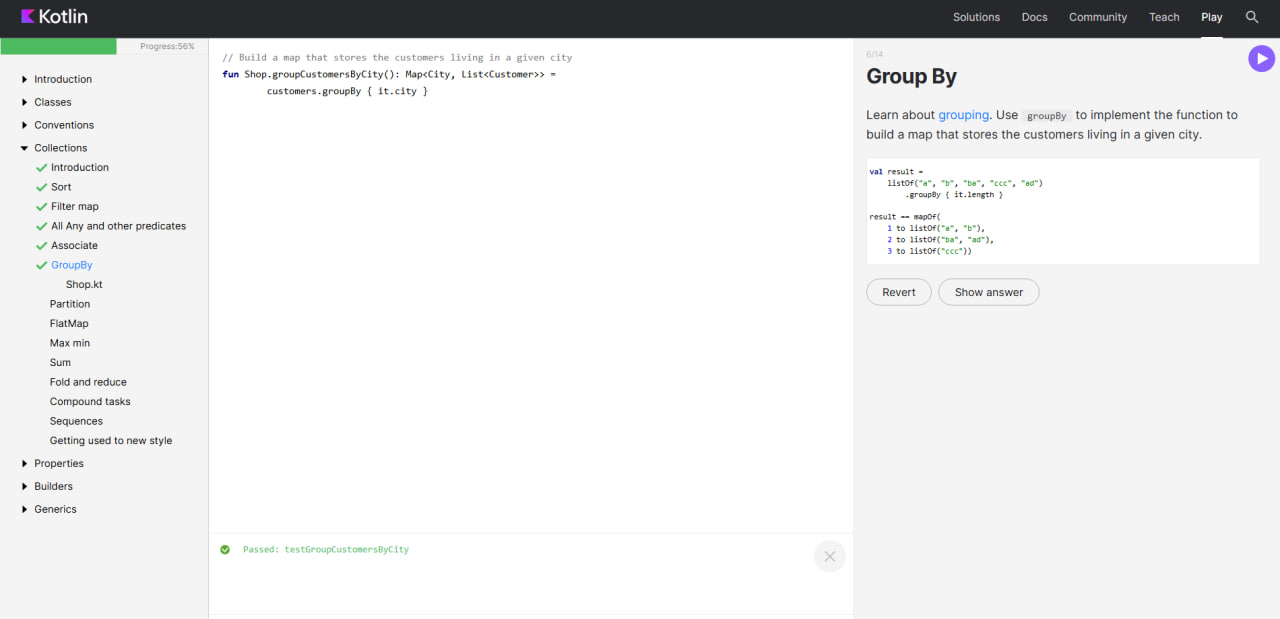 Kotlin
Solutions
Docs
Community
Teach
Play
Progress:56%
Introduction
Classes
Conventions
Collections
Introduction
Sort
Filter map
All Any and other predicates
Associate
GroupBy
Shop.kt
Partition
FlatMap
Max min
Sum
Fold and reduce
Compound tasks
Sequences
Getting used to new style
Properties
Builders
Generics
// Build a map that stores the customers living in a given city
fun Shop.groupCustomersByCity(): Map<City, List<Customer>> =
customers.groupBy { it.city }
Passed: testGroupCustomersByCity
6/14
Group By
Learn about grouping. Use groupBy to implement the function to
build a map that stores the customers living in a given city.
val result =
listOf("a", "b", "ba", "ccc", "ad")
.groupBy { it.length }
result == mapOf(
1 to listOf("a", "b"),
2 to listOf("ba", "ad"),
3 to listOf("ccc"))
Revert
Show answer